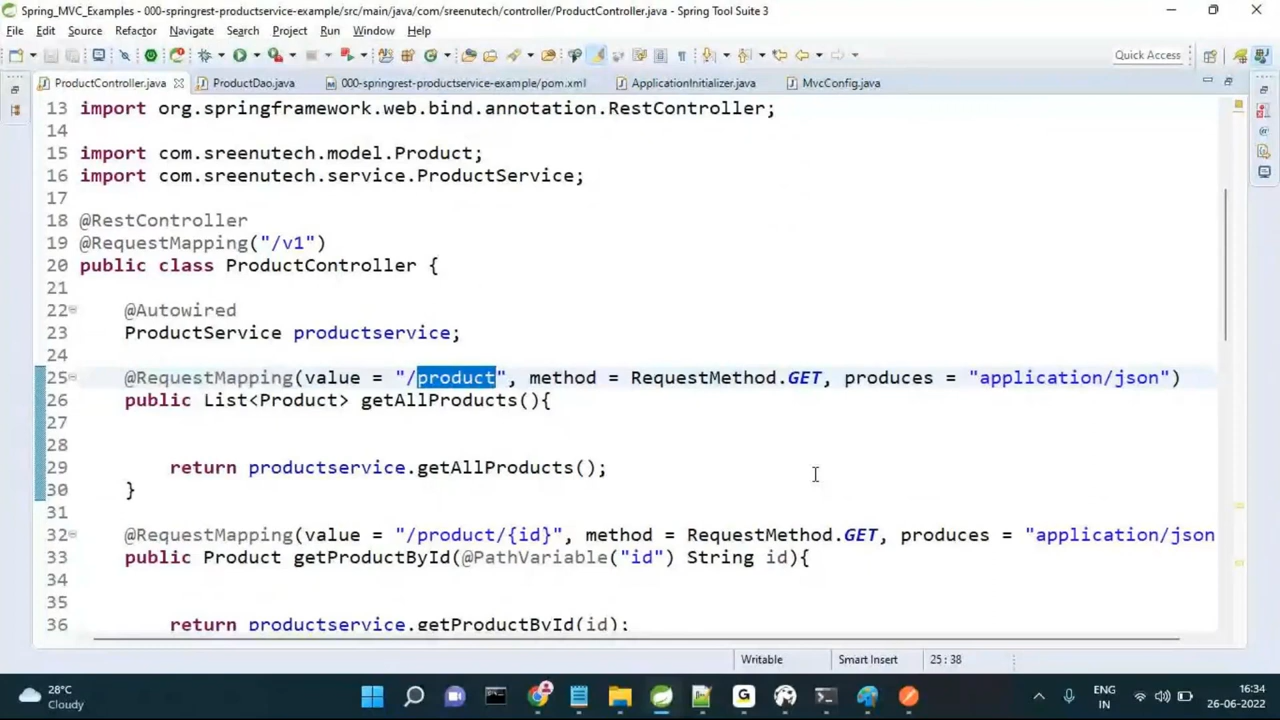 Spring_MVC_Examples - 000-springrest-productservice-example/src/main/java/com/sreenutech/controller/ProductController.java - Spring Tool Suite 3
File Edit Source Refactor Navigate Search Project Run Window Help
Quick Access
ProductController.java ProductDao.java 000-springrest-productservice-example/pom.xml ApplicationInitializer.java MvcConfig.java
13 import org.springframework.web.bind.annotation.RestController;
14
15 import com.sreenutech.model.Product;
16 import com.sreenutech.service.ProductService;
17
18 @RestController
19 @RequestMapping("/v1")
20 public class ProductController {
21
22 @Autowired
23 ProductService productservice;
24
25 @RequestMapping(value = "/product", method = RequestMethod.GET, produces = "application/json")
26 public List<Product> getAllProducts(){
27
28
29 return productservice.getAllProducts();
30 }
31
32 @RequestMapping(value = "/product/{id}", method = RequestMethod.GET, produces = "application/json
33 public Product getProductById(@PathVariable("id") String id){
34
35
36 return productservice.getProductById(id);
Writable Smart Insert 25 : 38
28°C
Cloudy
ENG
IN
16:34
26-06-2022